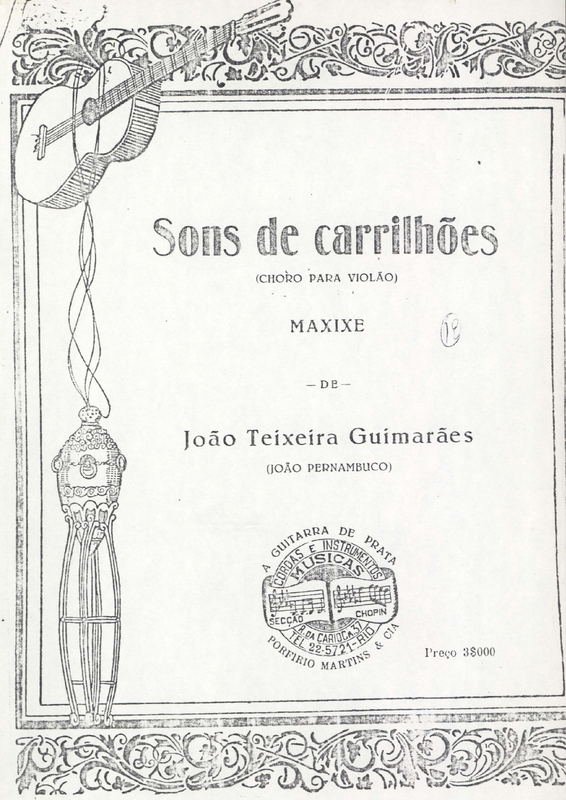 Sons de carrilhões
(CHORO PARA VIOLÃO)
MAXIXE
18
— DE —
João Teixeira Guimarães
(JOÃO PERNAMBUCO)
A GUITARRA DE PRATA
CORDAS E INSTRUMENTOS
MUSICAS
SECÇÃO CHOPIN
R. DA CARIOCA 37
TEL. 22-5721-RIO
PORFIRIO MARTINS & CIA
Preço 3$000